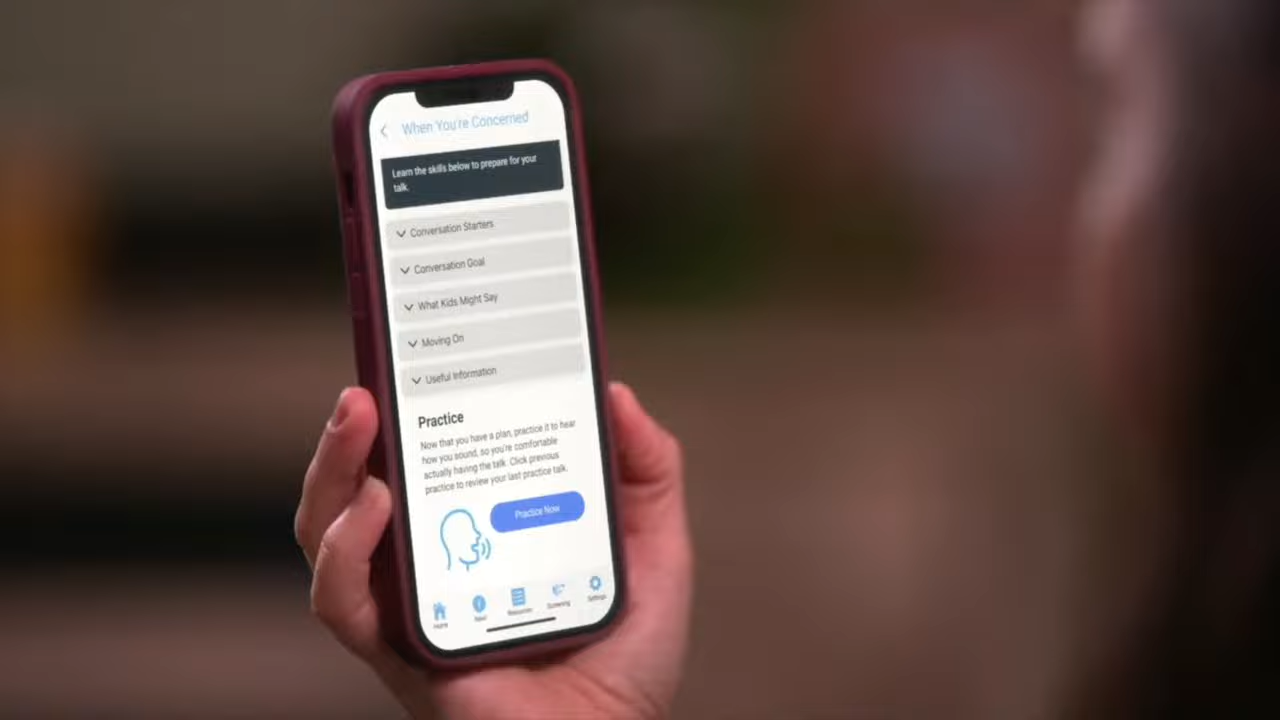 When You're Concerned
Learn the skills below to prepare for your
talk.
Conversation Starters
Conversation Goal
What Kids Might Say
Moving On
Useful Information
Practice
Now that you have a plan, practice it to hear
how you sound, so you're comfortable
actually having the talk. Click previous
practice to review your last practice talk.
Practice Now
Home
Resources
Screening
Settings